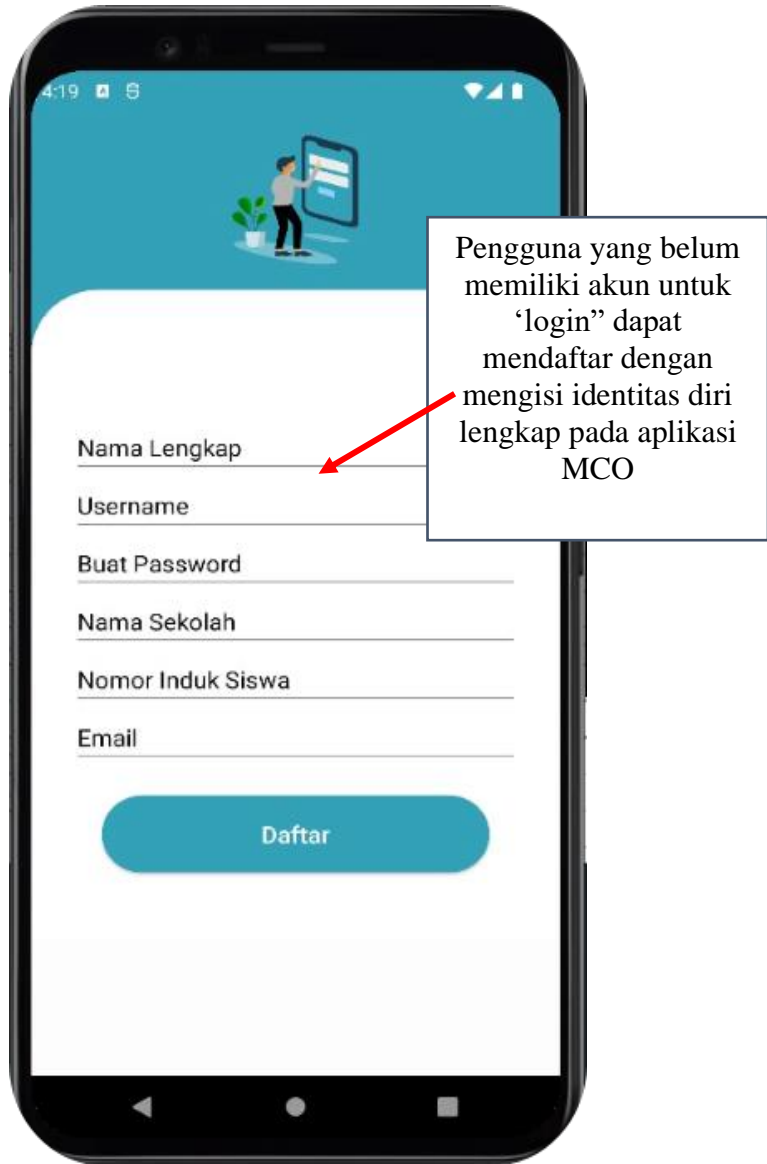 4:19
Pengguna yang belum
memiliki akun untuk
‘login” dapat
mendaftar dengan
mengisi identitas diri
lengkap pada aplikasi
MCO
Nama Lengkap
Username
Buat Password
Nama Sekolah
Nomor Induk Siswa
Email
Daftar